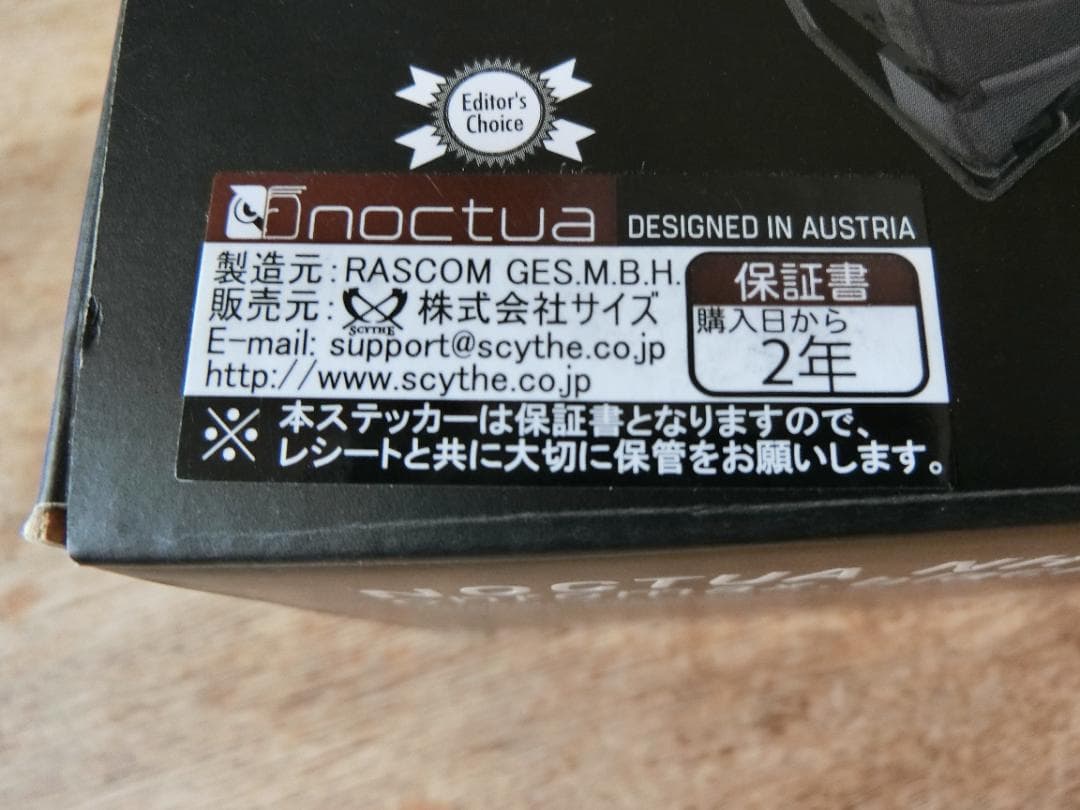 Editor's
Choice
noctua DESIGNED IN AUSTRIA
製造元: RASCOM GES.M.B.H.
販売元: SCYTHE 株式会社サイズ
E-mail: support@scythe.co.jp
http://www.scythe.co.jp
保証書
購入日から
2年
※ 本ステッカーは保証書となりますので、
レシートと共に大切に保管をお願いします。
NOCTUA